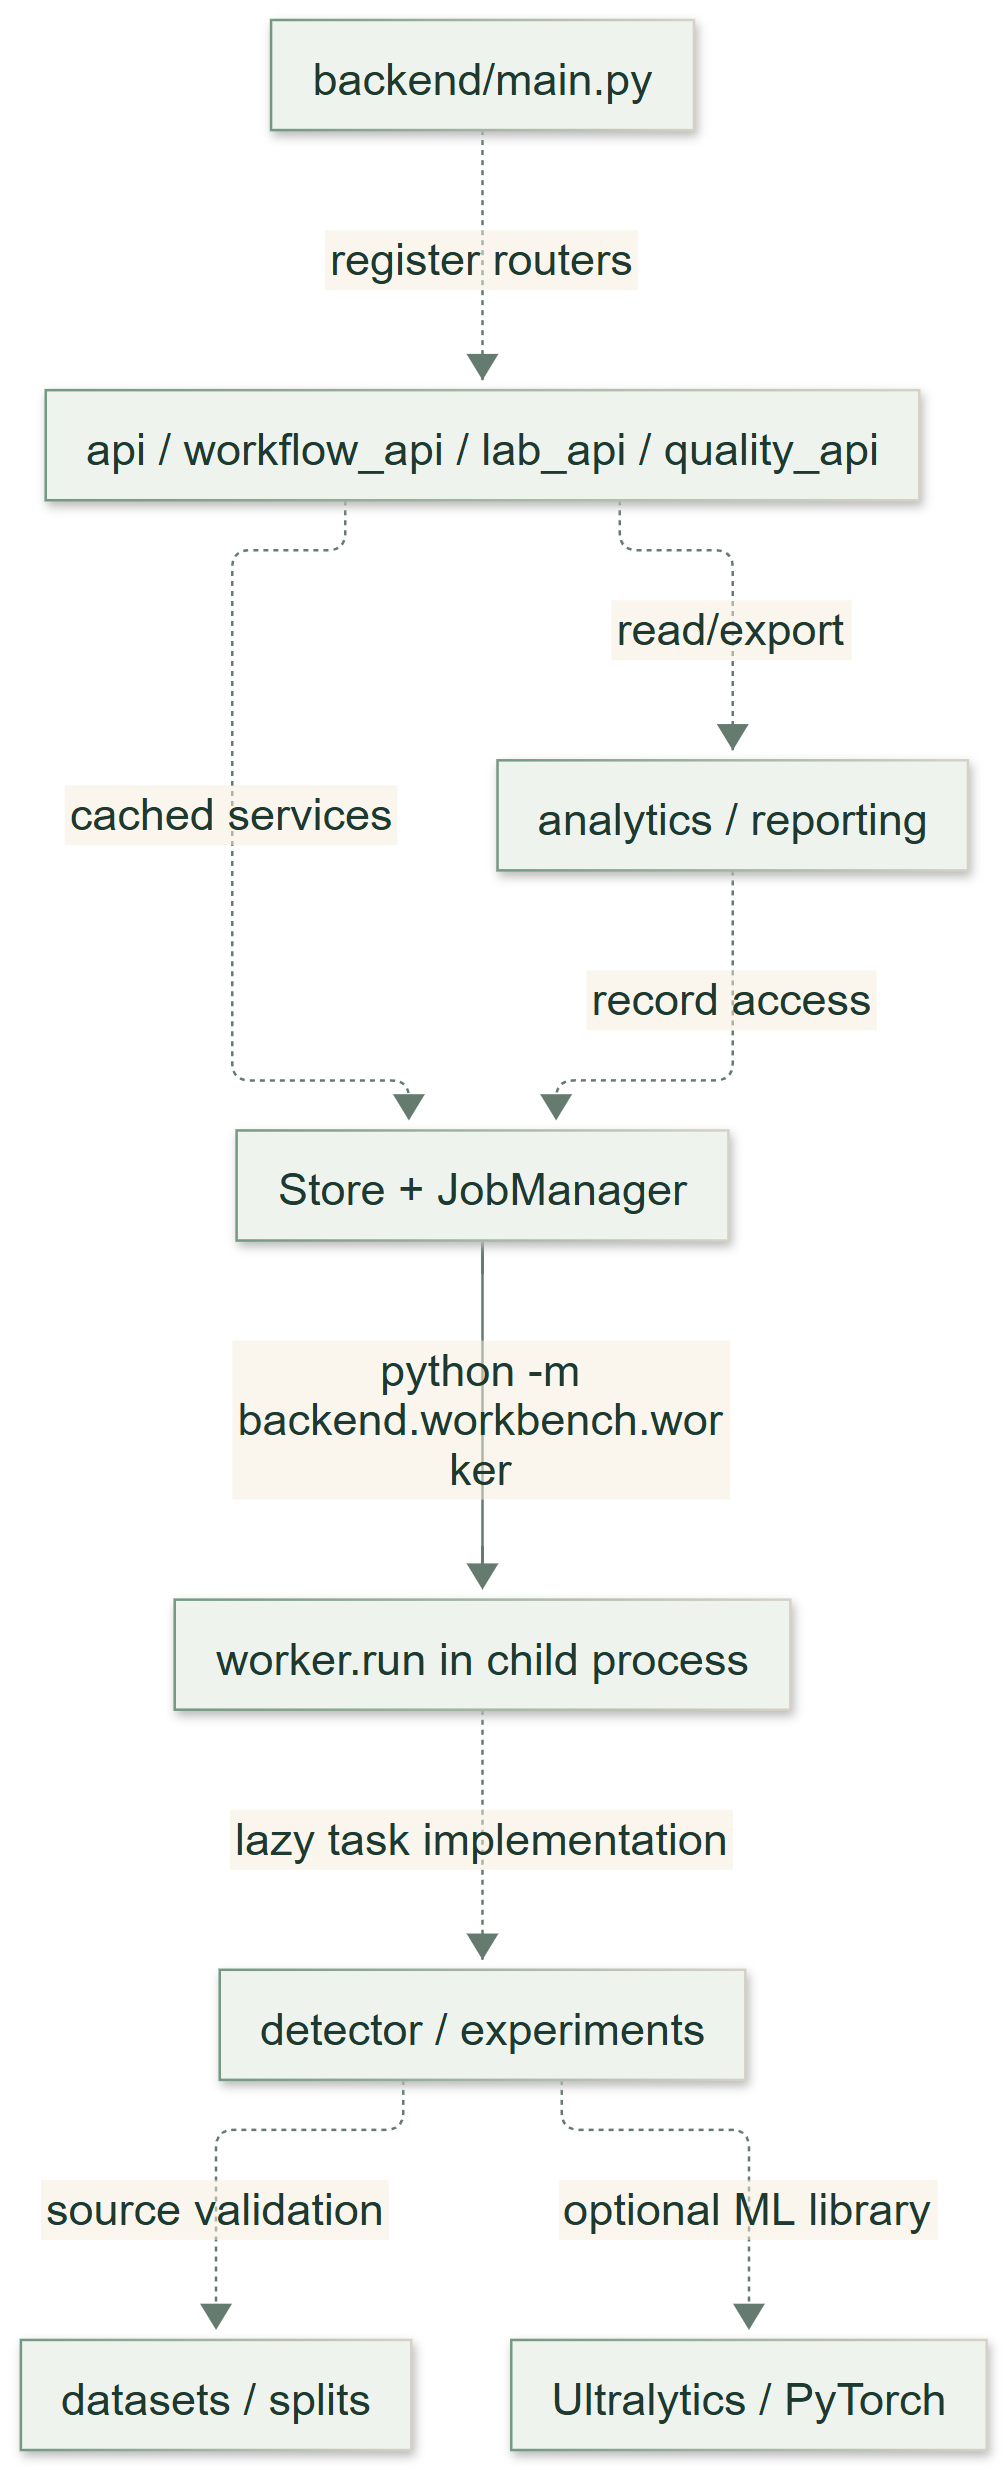 backend/main.py
register routers
api / workflow_api / lab_api / quality_api
read/export
cached services
analytics / reporting
record access
Store + JobManager
python -m
backend.workbench.wor
ker
worker.run in child process
lazy task implementation
detector / experiments
source validation
optional ML library
datasets / splits
Ultralytics / PyTorch